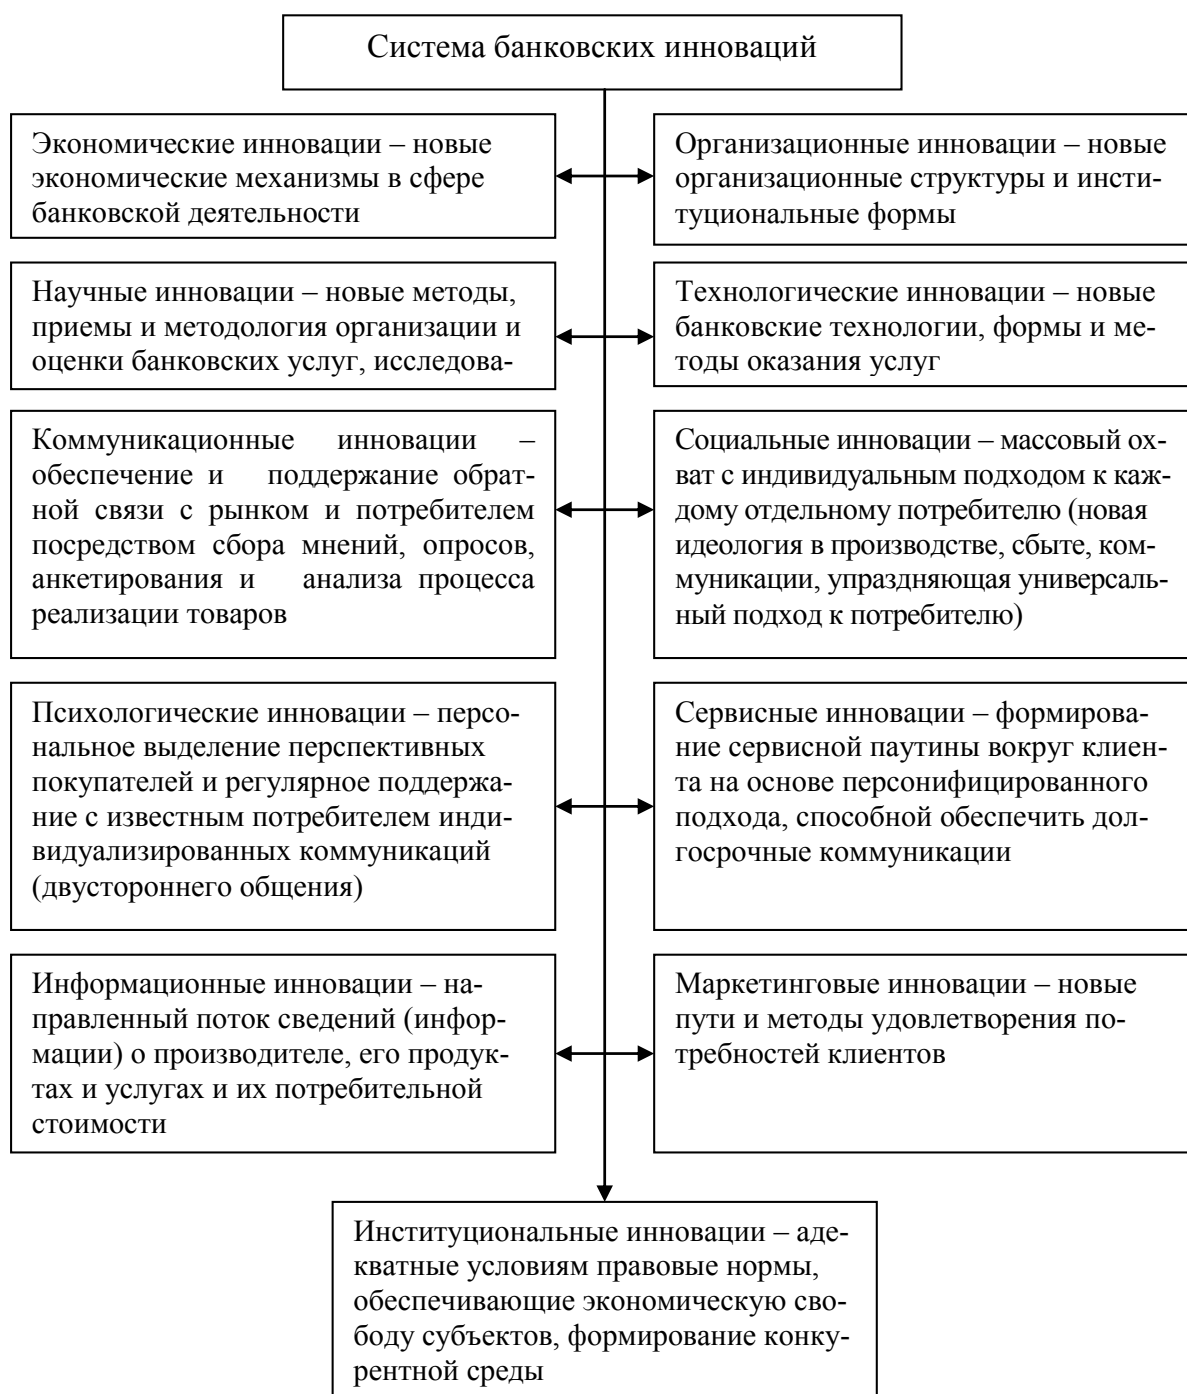 Система банковских инноваций
Экономические инновации – новые
экономические механизмы в сфере
банковской деятельности
Организационные инновации – новые
организационные структуры и инсти-
туциональные формы
Научные инновации – новые методы,
приемы и методология организации и
оценки банковских услуг, исследова-
Технологические инновации – новые
банковские технологии, формы и ме-
тоды оказания услуг
Коммуникационные инновации –
обеспечение и поддержание обрат-
ной связи с рынком и потребителем
посредством сбора мнений, опросов,
анкетирования и анализа процесса
реализации товаров
Социальные инновации – массовый ох-
ват с индивидуальным подходом к каж-
дому отдельному потребителю (новая
идеология в производстве, сбыте, ком-
муникации, упраздняющая универсаль-
ный подход к потребителю)
Психологические инновации – персо-
нальное выделение перспективных
покупателей и регулярное поддержа-
ние с известным потребителем инди-
видуализированных коммуникаций
(двустороннего общения)
Сервисные инновации – формирова-
ние сервисной паутины вокруг клиен-
та на основе персонифицированного
подхода, способной обеспечить дол-
госрочные коммуникации
Информационные инновации – на-
правленный поток сведений (инфор-
мации) о производителе, его продук-
тах и услугах и их потребительной
стоимости
Маркетинговые инновации – новые
пути и методы удовлетворения по-
требностей клиентов
Институциональные инновации – аде-
кватные условиям правовые нормы,
обеспечивающие экономическую сво-
боду субъектов, формирование конку-
рентной среды